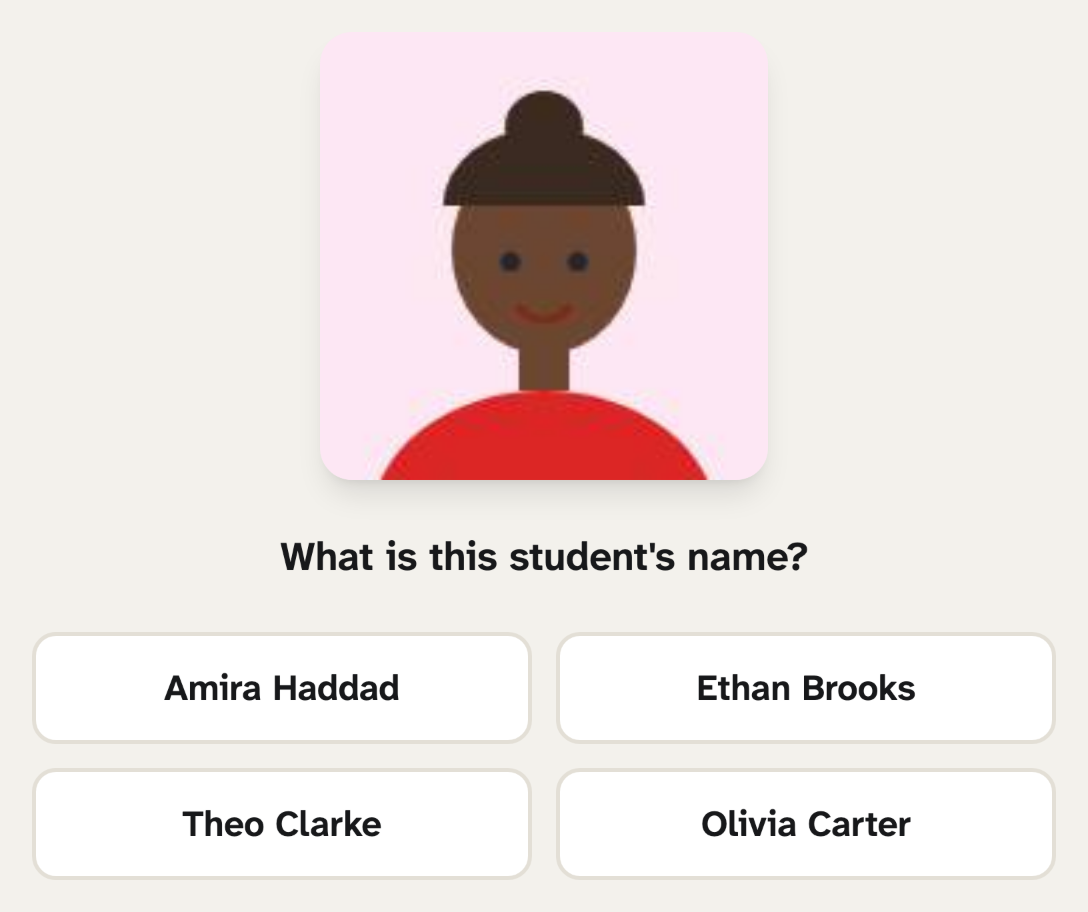 What is this student's name?
Amira Haddad
Ethan Brooks
Theo Clarke
Olivia Carter